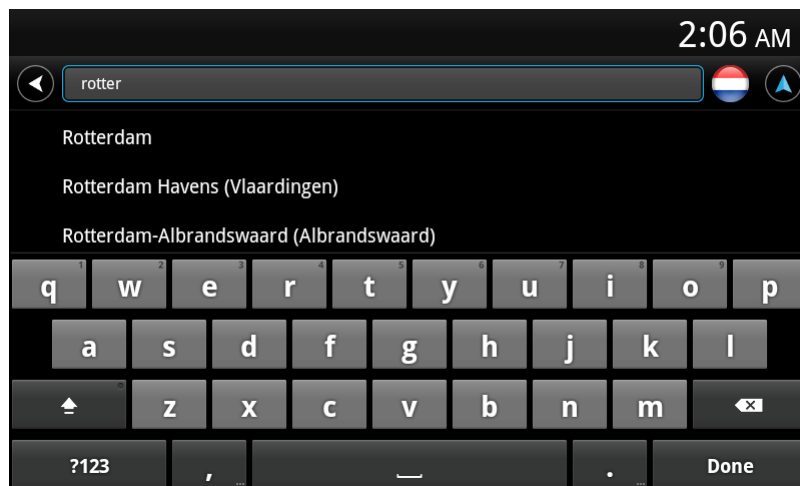 2:06 AM
rotter
Rotterdam
Rotterdam Havens (Vlaardingen)
Rotterdam-Albrandswaard (Albrandswaard)
1 2 3 4 5 6 7 8 9
q w e r t y u i o p
a s d f g h j k l
z x c v b n m
?123 , . Done